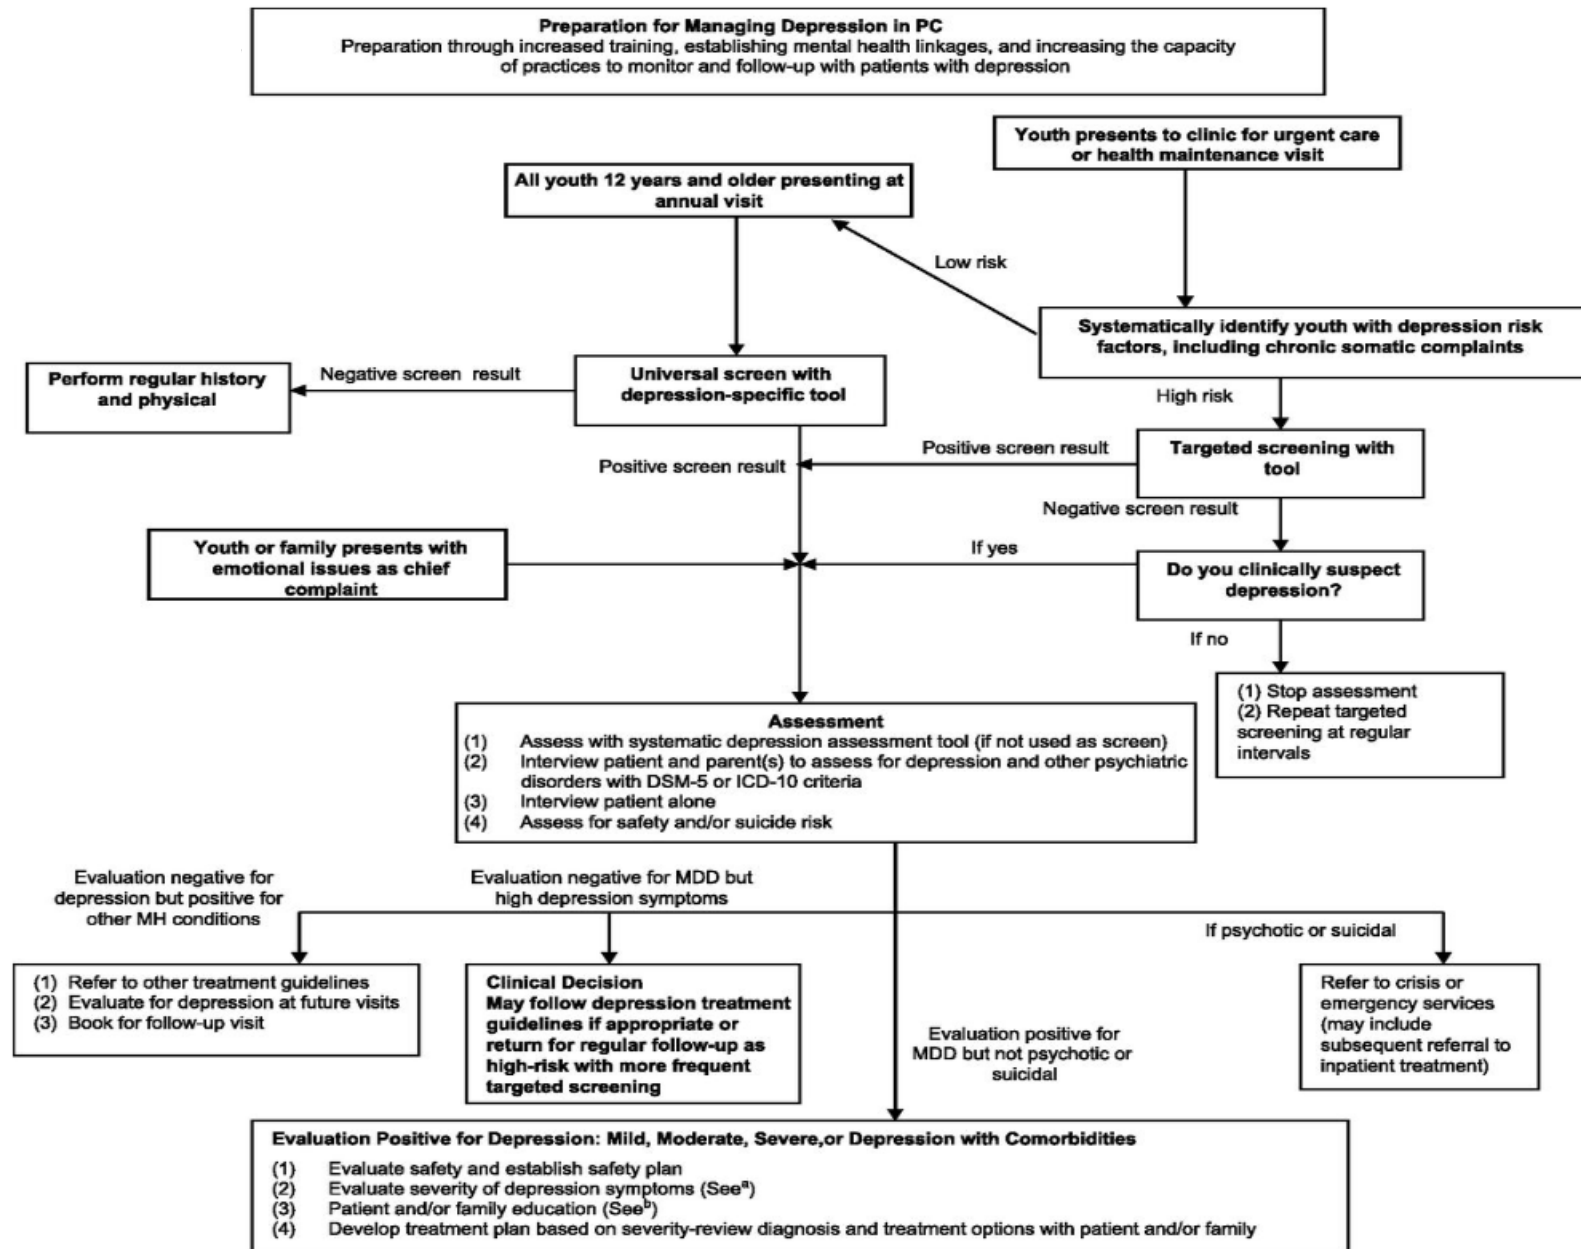 Preparation for Managing Depression in PC
Preparation through increased training, establishing mental health linkages, and increasing the capacity
of practices to monitor and follow-up with patients with depression
Youth presents to clinic for urgent care
or health maintenance visit
All youth 12 years and older presenting at
annual visit
Low risk
Systematically identify youth with depression risk
factors, including chronic somatic complaints
Perform regular history
and physical
Negative screen result
Universal screen with
depression-specific tool
High risk
Targeted screening with
tool
Positive screen result
Positive screen result
Negative screen result
Youth or family presents with
emotional issues as chief
complaint
If yes
Do you clinically suspect
depression?
If no
(1) Stop assessment
(2) Repeat targeted
screening at regular
intervals
Assessment
(1) Assess with systematic depression assessment tool (if not used as screen)
(2) Interview patient and parent(s) to assess for depression and other psychiatric
disorders with DSM-5 or ICD-10 criteria
(3) Interview patient alone
(4) Assess for safety and/or suicide risk
Evaluation negative for
depression but positive for
other MH conditions
Evaluation negative for MDD but
high depression symptoms
If psychotic or suicidal
(1) Refer to other treatment guidelines
(2) Evaluate for depression at future visits
(3) Book for follow-up visit
Clinical Decision
May follow depression treatment
guidelines if appropriate or
return for regular follow-up as
high-risk with more frequent
targeted screening
Evaluation positive for
MDD but not psychotic or
suicidal
Refer to crisis or
emergency services
(may include
subsequent referral to
inpatient treatment)
Evaluation Positive for Depression: Mild, Moderate, Severe,or Depression with Comorbidities
(1) Evaluate safety and establish safety plan
(2) Evaluate severity of depression symptoms (Seeᵃ)
(3) Patient and/or family education (Seeᵇ)
(4) Develop treatment plan based on severity-review diagnosis and treatment options with patient and/or family